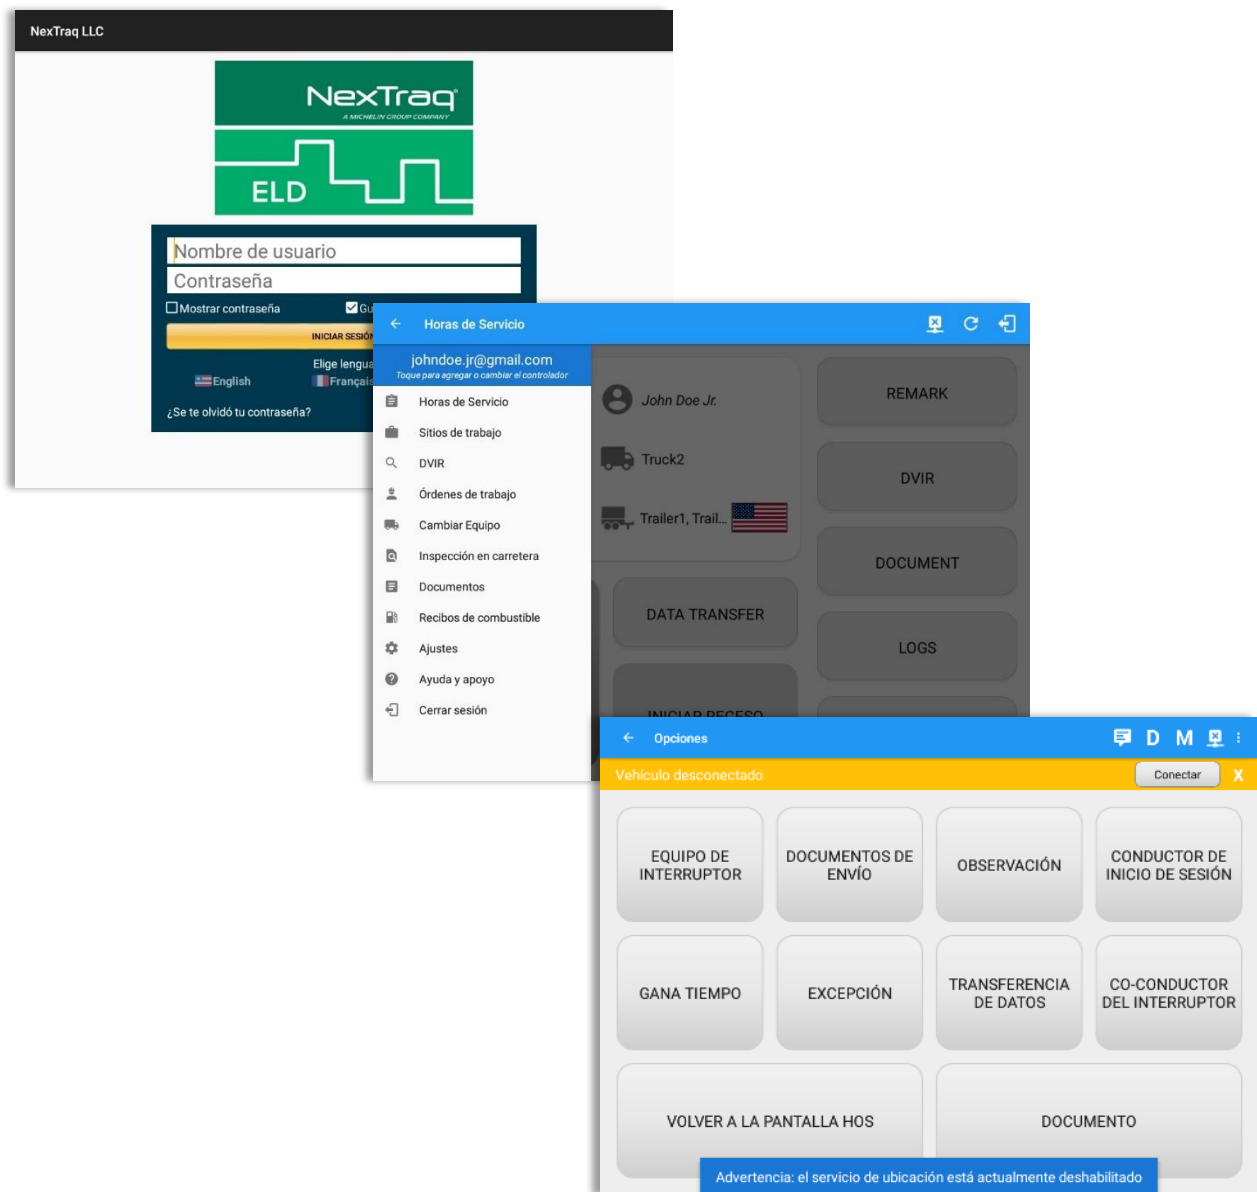 NexTraq LLC
NexTraq
A MICHELIN GROUP COMPANY
ELD
Nombre de usuario
Contraseña
Mostrar contraseña
Gu
INICIAR SESIÓN
Elige lengua
English
Français
¿Se te olvidó tu contraseña?
Horas de Servicio
johndoe.jr@gmail.com
Toque para agregar o cambiar el controlador
Horas de Servicio
Sitios de trabajo
DVIR
Órdenes de trabajo
Cambiar Equipo
Inspección en carretera
Documentos
Recibos de combustible
Ajustes
Ayuda y apoyo
Cerrar sesión
John Doe Jr.
Truck2
Trailer1, Trail...
DATA TRANSFER
INICIAR RECESO
REMARK
DVIR
DOCUMENT
LOGS
Opciones
D M
Vehículo desconectado
Conectar X
EQUIPO DE
INTERRUPTOR
DOCUMENTOS DE
ENVÍO
OBSERVACIÓN
CONDUCTOR DE
INICIO DE SESIÓN
GANA TIEMPO
EXCEPCIÓN
TRANSFERENCIA
DE DATOS
CO-CONDUCTOR
DEL INTERRUPTOR
VOLVER A LA PANTALLA HOS
DOCUMENTO
Advertencia: el servicio de ubicación está actualmente deshabilitado